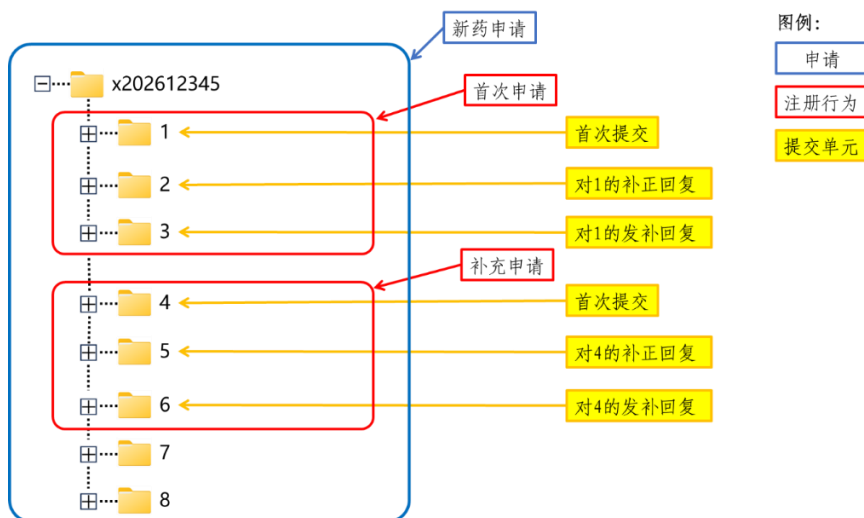 新药申请
图例：
申请
x202612345
首次申请
注册行为
1
首次提交
提交单元
2
对1的补正回复
3
对1的发补回复
补充申请
4
首次提交
5
对4的补正回复
6
对4的发补回复
7
8